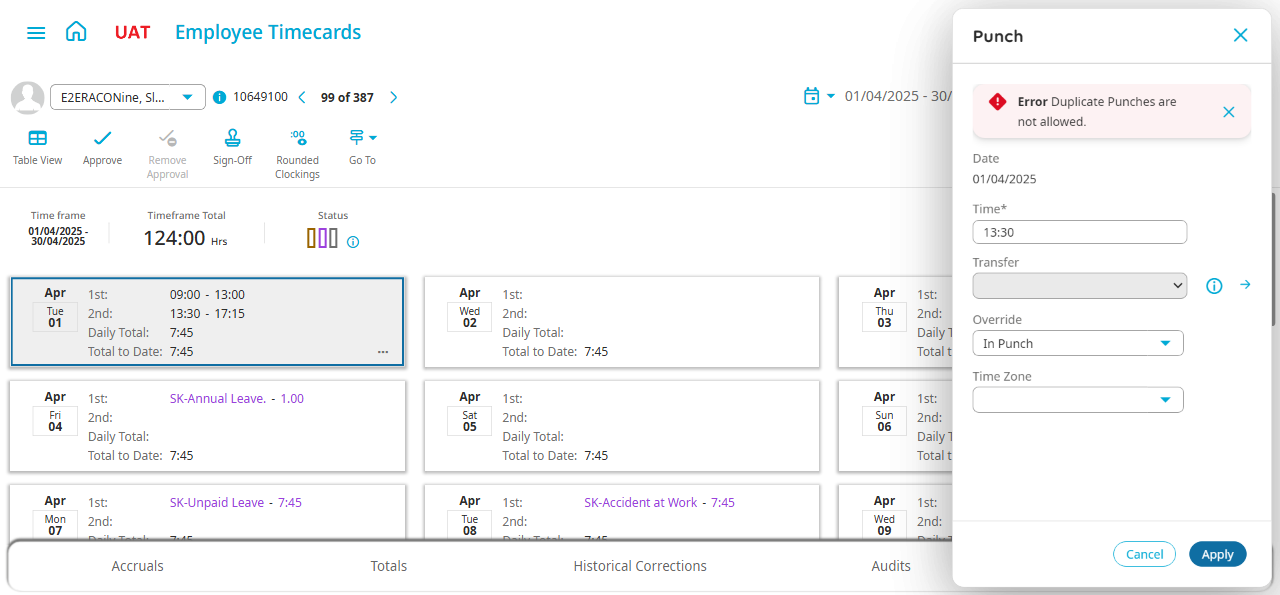 UAT Employee Timecards
E2ERACONine, Sl... 10649100 99 of 387 01/04/2025 - 30/
Table View Approve Remove Approval Sign-Off :00 Rounded Clockings Go To
Time frame
01/04/2025 -
30/04/2025
Timeframe Total
124:00 Hrs
Status
Apr
Tue
01
1st: 09:00 - 13:00
2nd: 13:30 - 17:15
Daily Total: 7:45
Total to Date: 7:45
...
Apr
Wed
02
1st:
2nd:
Daily Total:
Total to Date: 7:45
Apr
Thu
03
1st:
2nd:
Daily T
Total t
Apr
Fri
04
1st: SK-Annual Leave. - 1.00
2nd:
Daily Total:
Total to Date: 7:45
Apr
Sat
05
1st:
2nd:
Daily Total:
Total to Date: 7:45
Apr
Sun
06
1st:
2nd:
Daily T
Total t
Apr
Mon
07
1st: SK-Unpaid Leave - 7:45
2nd:
Daily Total: 7:45
Apr
Tue
08
1st: SK-Accident at Work - 7:45
2nd:
Daily Total: 7:45
Apr
Wed
09
1st:
2nd:
Daily T
Accruals Totals Historical Corrections Audits
Punch
Error Duplicate Punches are
not allowed.
Date
01/04/2025
Time*
13:30
Transfer
Override
In Punch
Time Zone
Cancel Apply